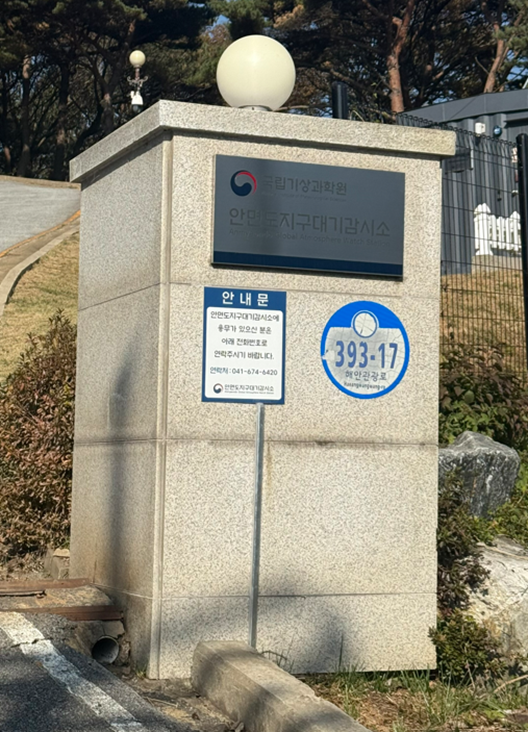 국립기상과학원
안면도지구대기감시소
안내문
안면도지구대기감시소에
용무가 있으신 분은
아래 전화번호로
연락주시기 바랍니다.
연락처 : 041-674-6420
안면도지구대기감시소
393-17
해안관광로